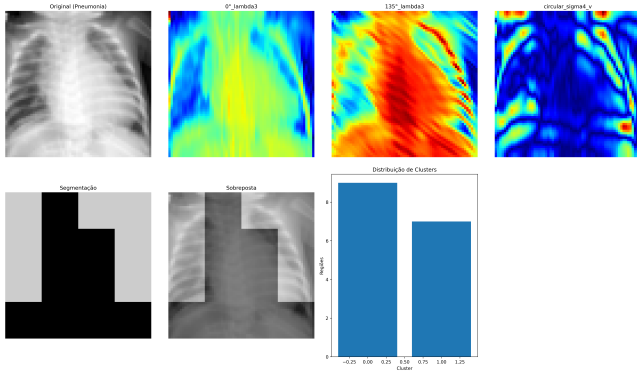 Original (Pneumonia)
0°_lambda3
135°_lambda3
circular_sigma4_v
Segmentação
Sobreposta
Distribuição de Clusters
Regiões
8
6
4
2
0
−0.25 0.00 0.25 0.50 0.75 1.00 1.25
Cluster